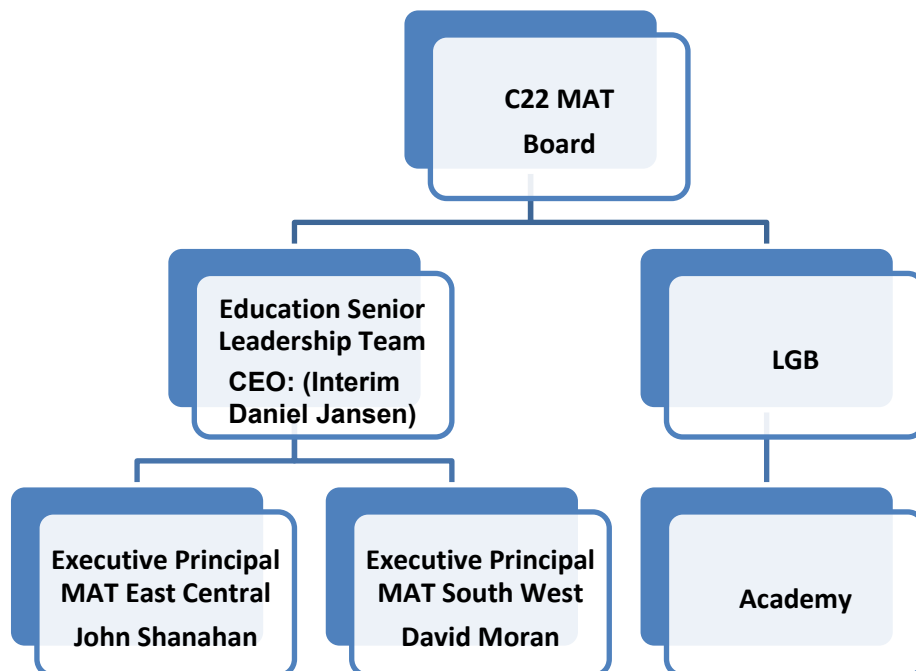 C22 MAT
Board
Education Senior
Leadership Team
CEO: (Interim
Daniel Jansen)
LGB
Executive Principal
MAT East Central
John Shanahan
Executive Principal
MAT South West
David Moran
Academy